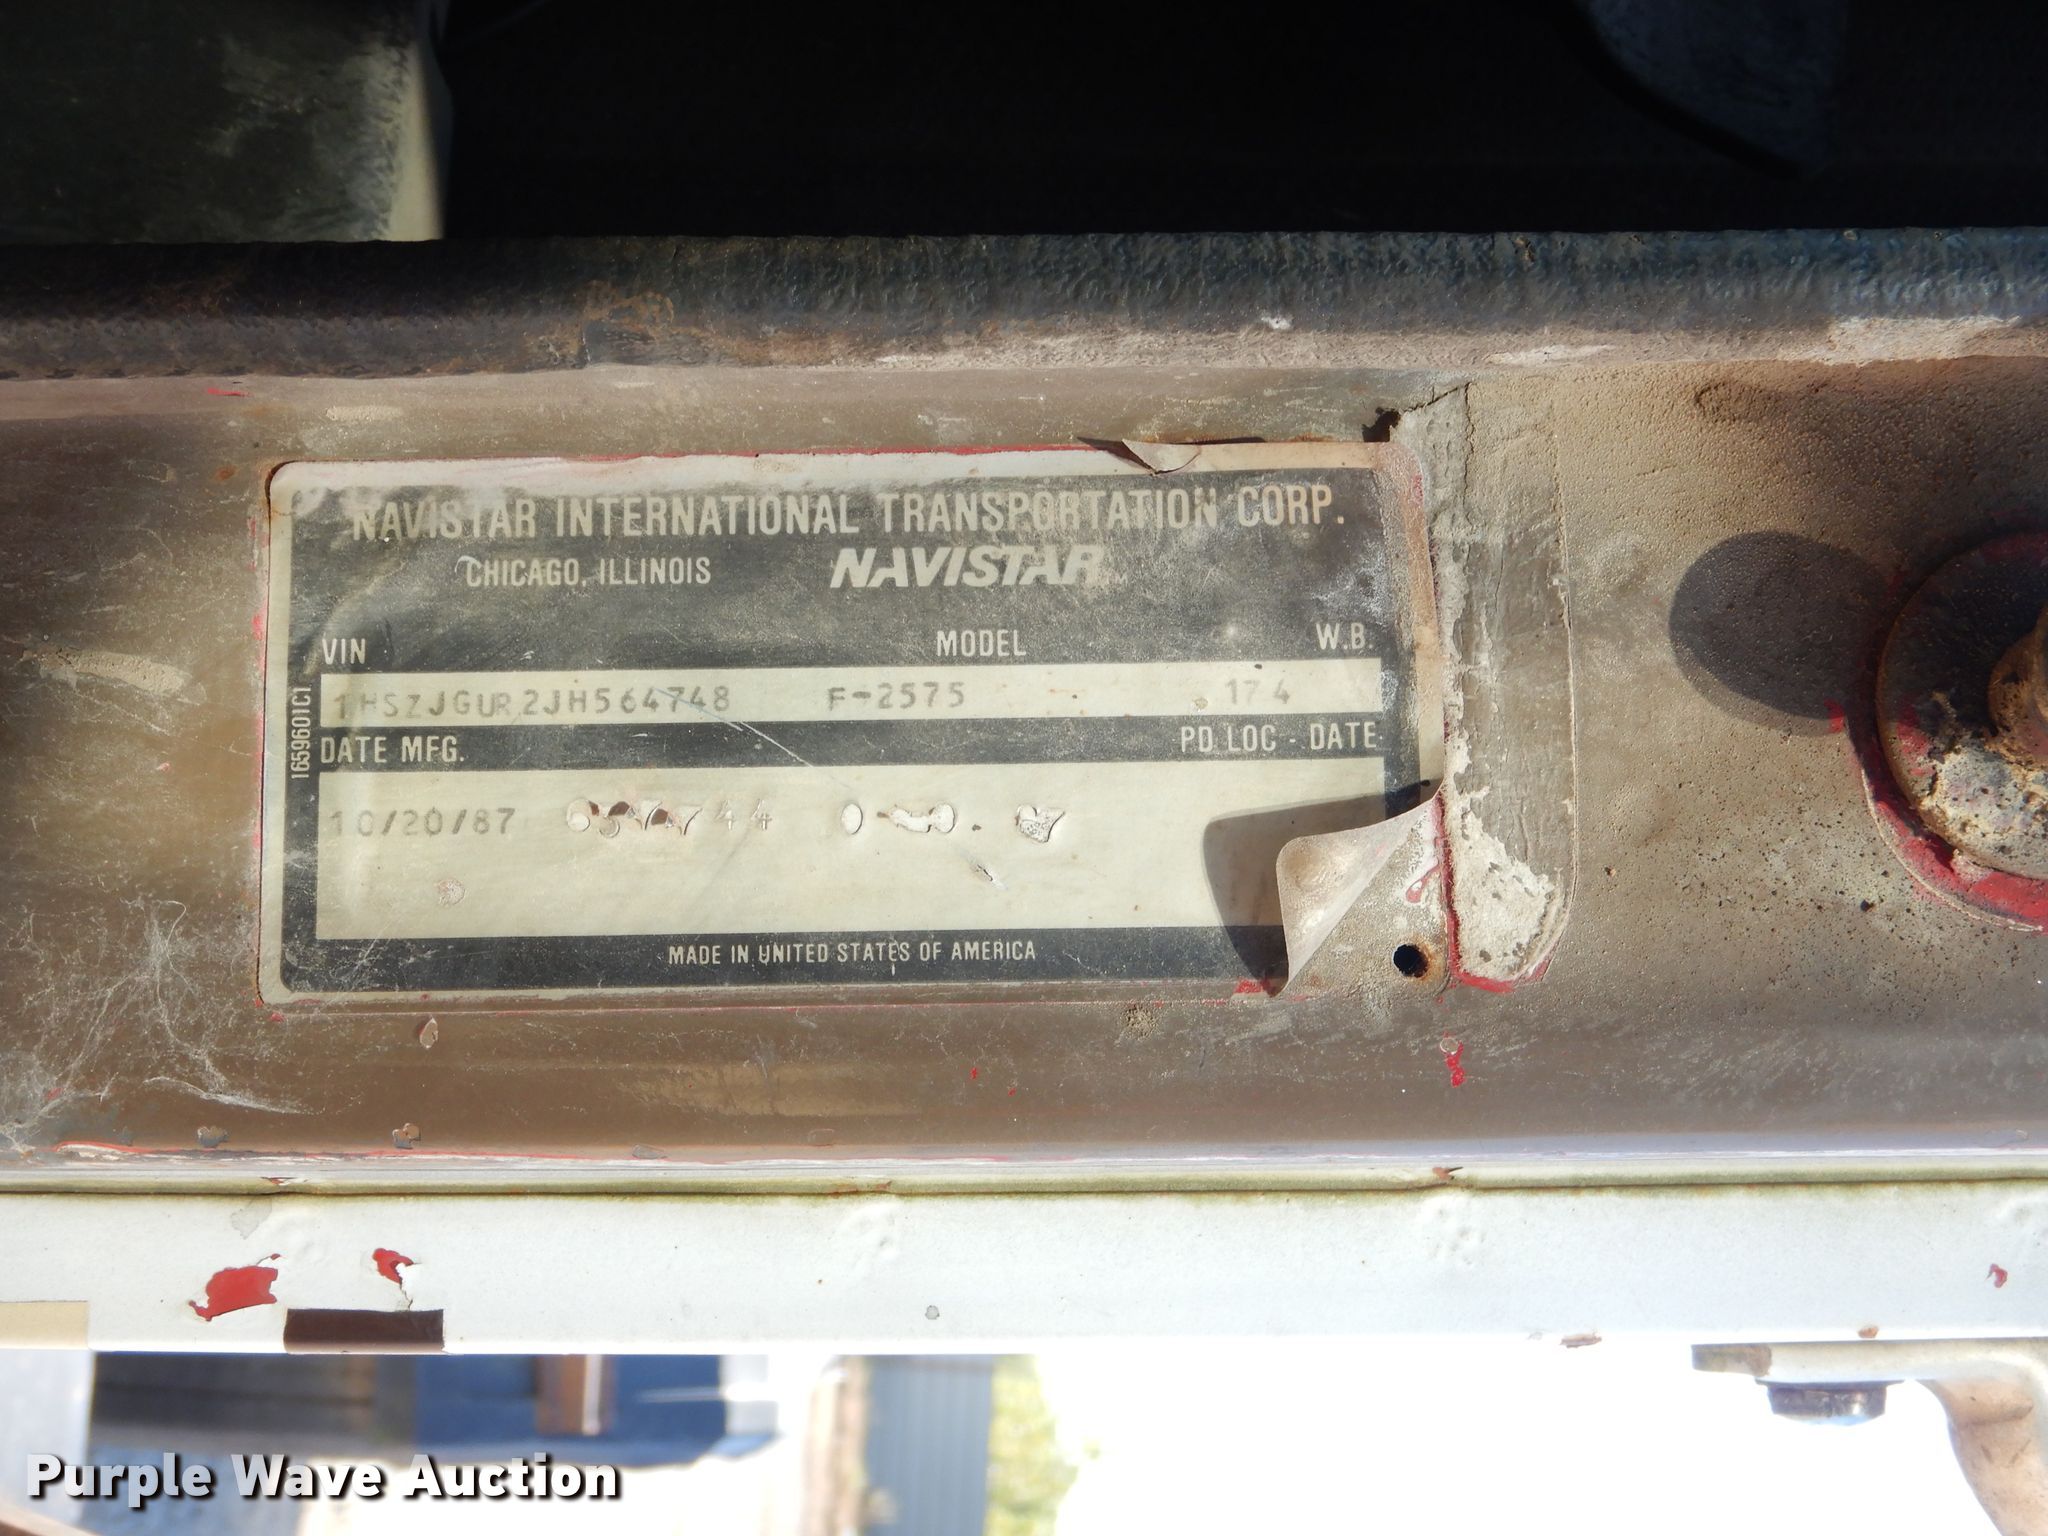 NAVISTAR INTERNATIONAL TRANSPORTATION CORP.
CHICAGO, ILLINOIS NAVISTAR
VIN MODEL W.B.
1HSZJGUR2JH564748 F-2575 174
DATE MFG. PD LOC - DATE
10/20/87
MADE IN UNITED STATES OF AMERICA
1659601C1
Purple Wave Auction